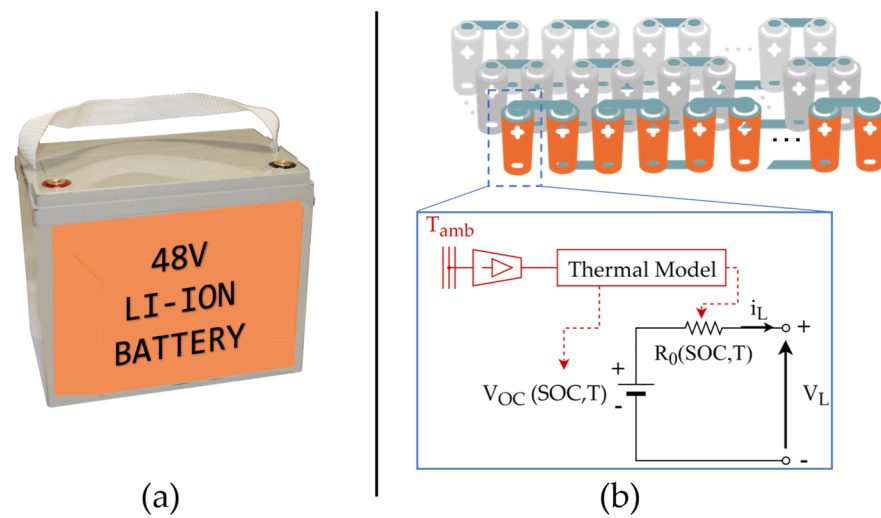 48V
LI-ION
BATTERY
(a)
...
...
...
T_amb
Thermal Model
i_L
+
R_0(SOC,T)
+
V_OC (SOC,T)
-
V_L
-
(b)